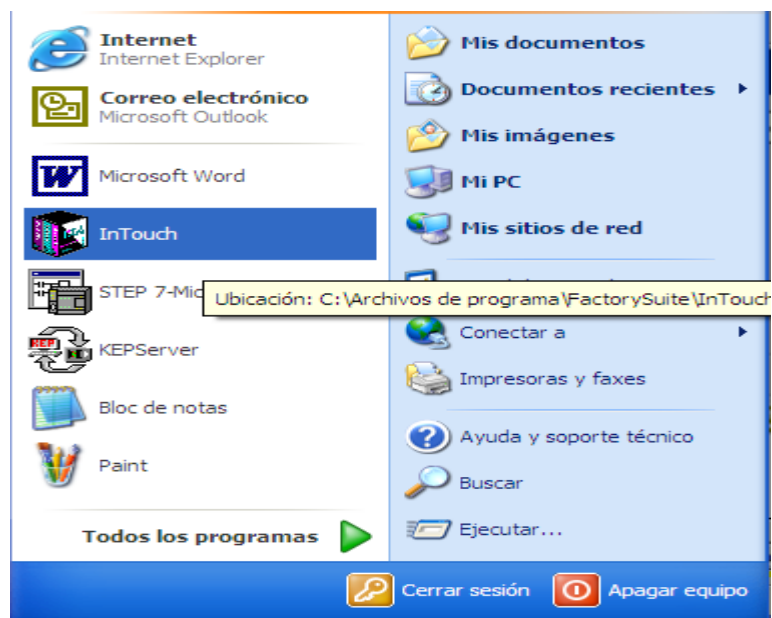 Internet
Internet Explorer
Correo electrónico
Microsoft Outlook
Microsoft Word
InTouch
STEP 7-Mic
KEPServer
Bloc de notas
Paint
Todos los programas
Mis documentos
Documentos recientes
Mis imágenes
Mi PC
Mis sitios de red
Ubicación: C:\Archivos de programa\FactorySuite\InTouch
Conectar a
Impresoras y faxes
Ayuda y soporte técnico
Buscar
Ejecutar...
Cerrar sesión
Apagar equipo